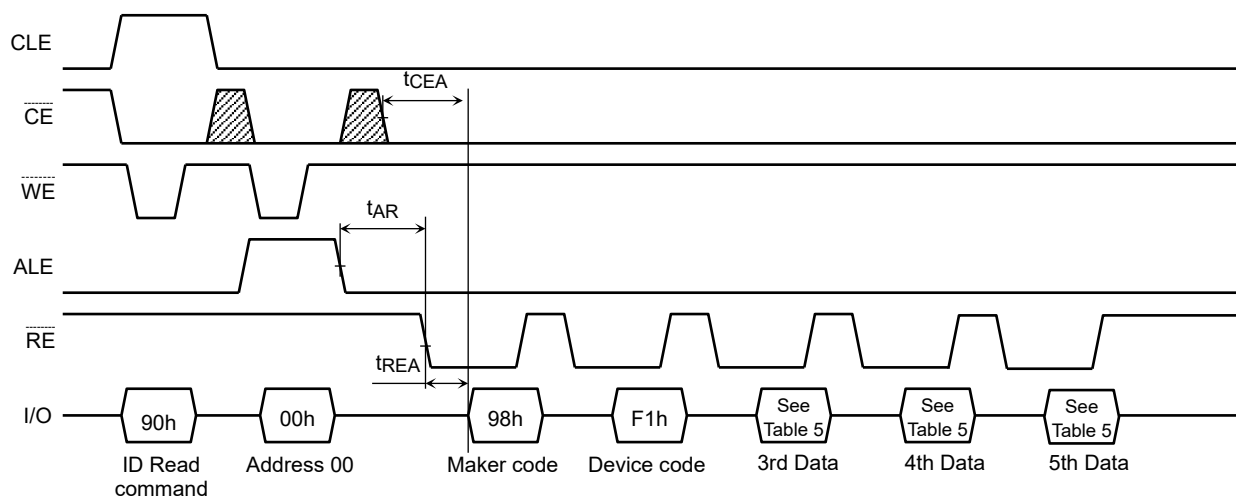 CLE
tCEA
CE
WE
tAR
ALE
RE
tREA
I/O
90h
00h
98h
F1h
See
Table 5
See
Table 5
See
Table 5
ID Read
command
Address 00
Maker code
Device code
3rd Data
4th Data
5th Data